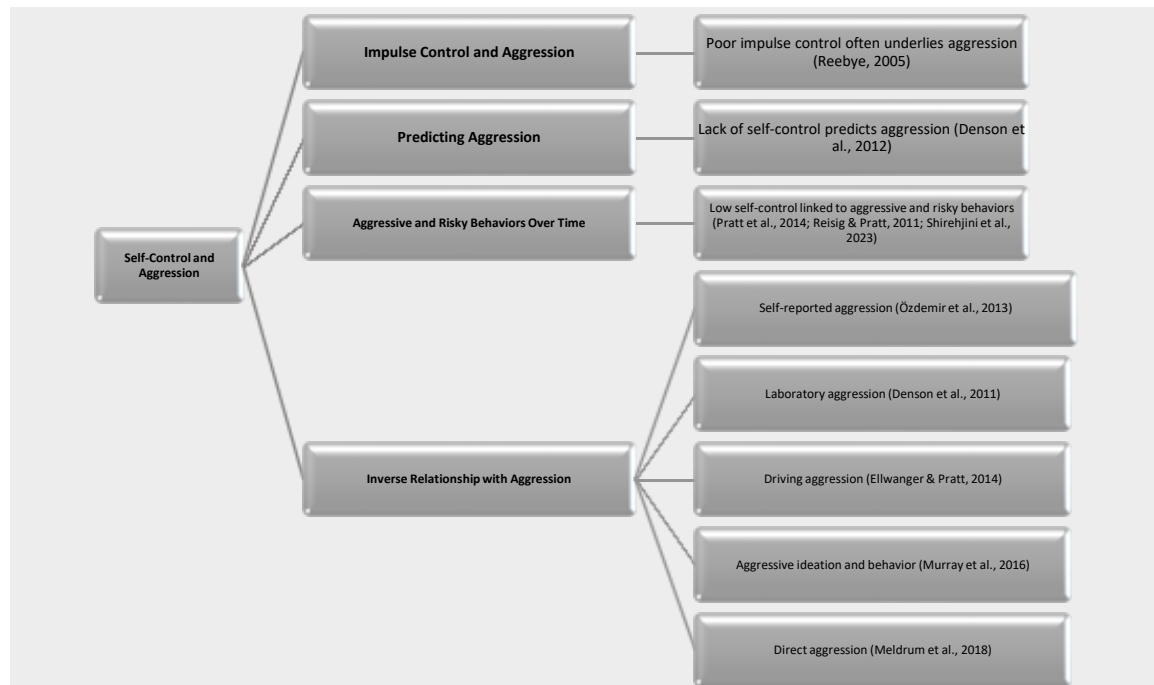 Impulse Control and Aggression
Poor impulse control often underlies aggression
(Reebye, 2005)
Predicting Aggression
Lack of self-control predicts aggression (Denson et
al., 2012)
Aggressive and Risky Behaviors Over Time
Low self-control linked to aggressive and risky behaviors
(Pratt et al., 2014; Reisig & Pratt, 2011; Shirehjini et al.,
2023)
Self-Control and
Aggression
Self-reported aggression (Özdemir et al., 2013)
Laboratory aggression (Denson et al., 2011)
Inverse Relationship with Aggression
Driving aggression (Ellwanger & Pratt, 2014)
Aggressive ideation and behavior (Murray et al., 2016)
Direct aggression (Meldrum et al., 2018)